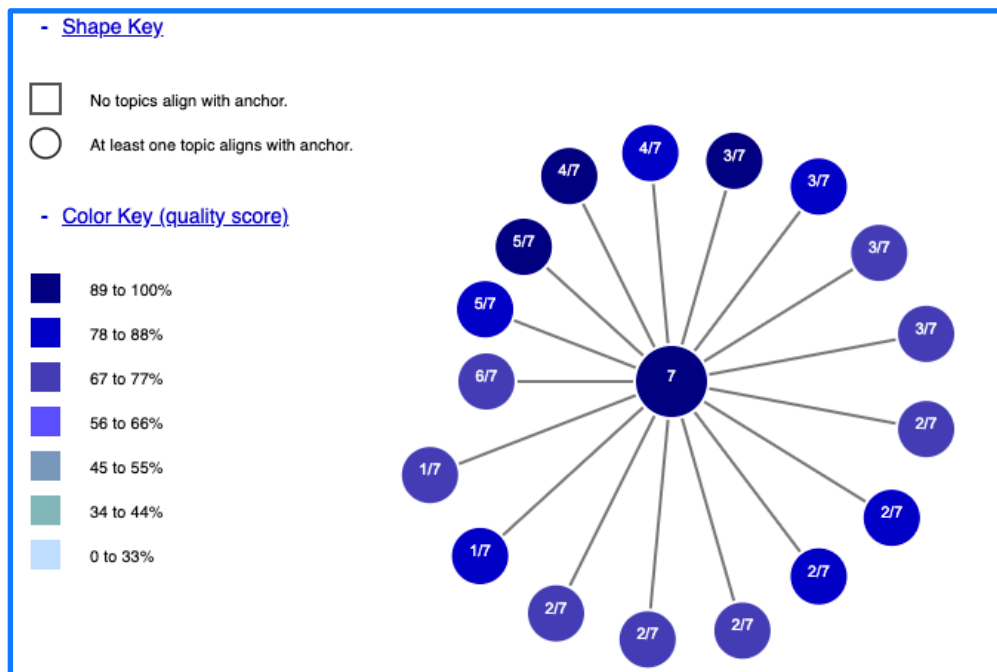 - Shape Key
No topics align with anchor.
At least one topic aligns with anchor.
- Color Key (quality score)
89 to 100%
78 to 88%
67 to 77%
56 to 66%
45 to 55%
34 to 44%
0 to 33%
4/7
3/7
4/7
3/7
5/7
3/7
5/7
3/7
6/7
7
2/7
1/7
2/7
1/7
2/7
2/7
2/7
2/7